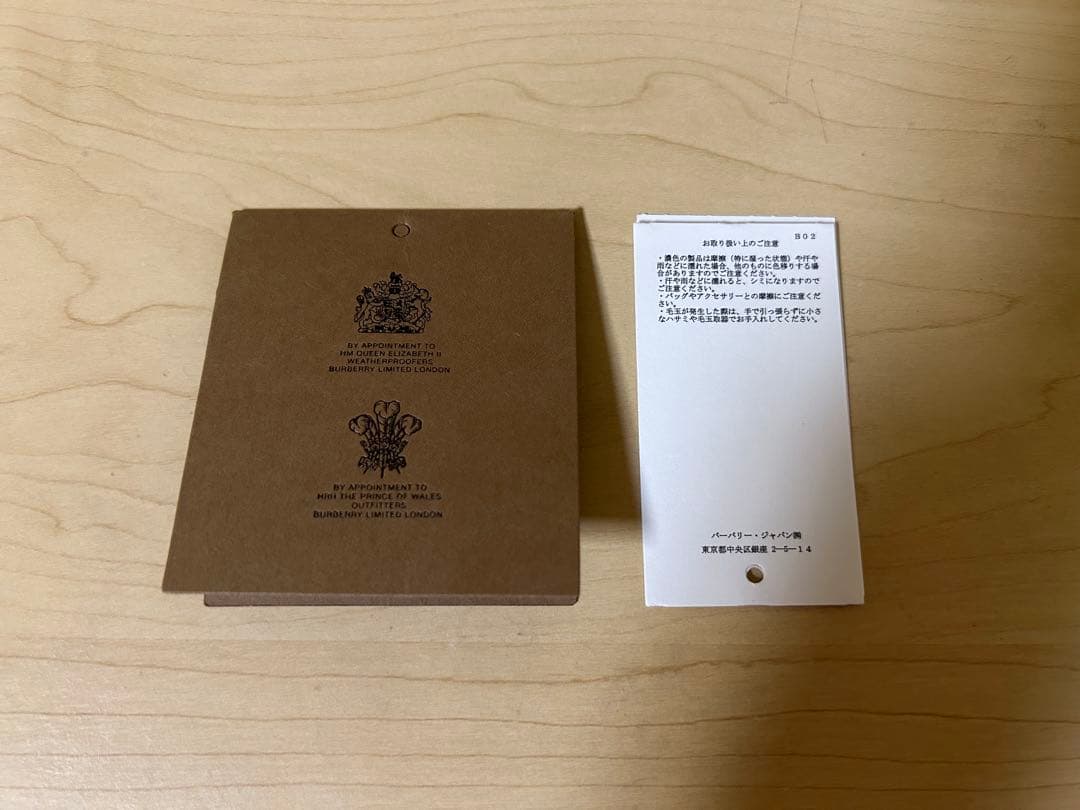 BY APPOINTMENT TO
HM QUEEN ELIZABETH II
WEATHERPROOFERS
BURBERRY LIMITED LONDON
BY APPOINTMENT TO
HRH THE PRINCE OF WALES
OUTFITTERS
BURBERRY LIMITED LONDON
B02
お取り扱い上のご注意
・濃色の製品は摩擦（特に湿った状態）や汗や
雨などに濡れた場合、他のものに色移りする場
合がありますのでご注意ください。
・汗や雨などに濡れると、シミになりますので
ご注意ください。
・バッグやアクセサリーとの摩擦にご注意くだ
さい。
・毛玉が発生した際は、手で引っ張らずに小さ
なハサミや毛玉取器でお手入れしてください。
バーバリー・ジャパン㈱
東京都中央区銀座 2-5-14